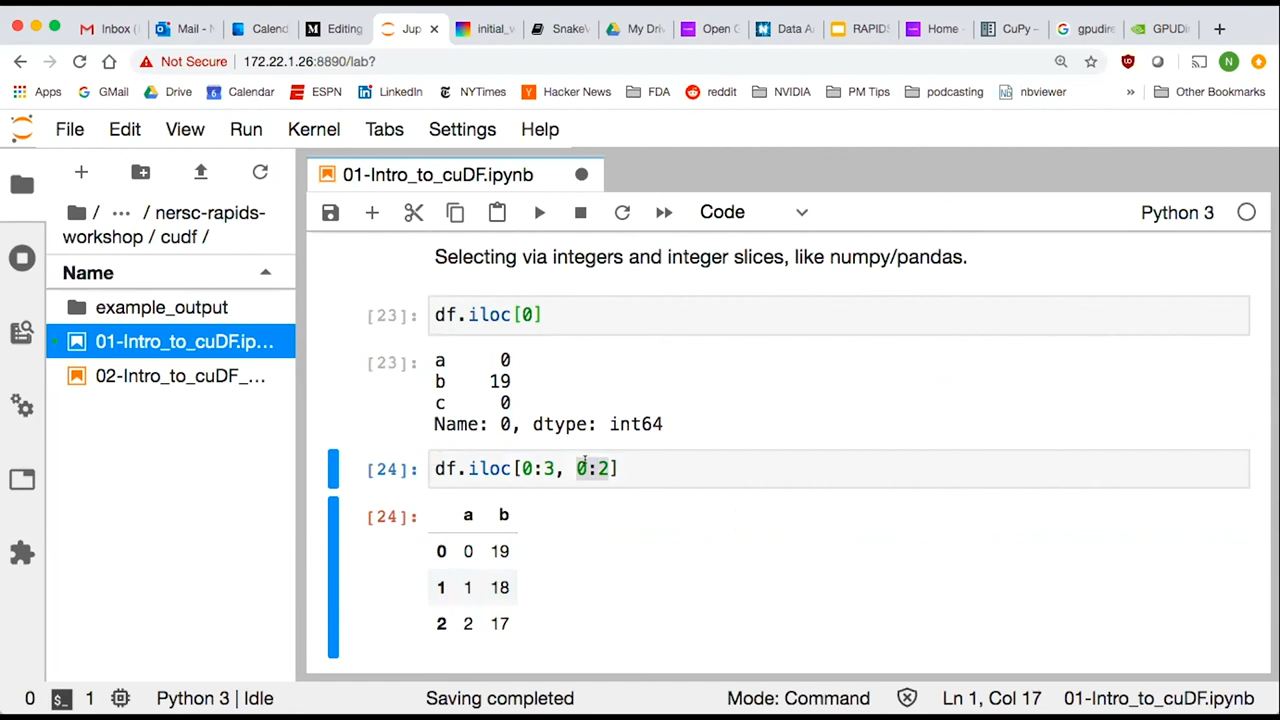 Inbox (
Mail - N
Calend
Editing
Jup
initial_v
SnakeV
My Driv
Open G
Data A
RAPIDS
Home -
CuPy –
gpudire
GPUDi
Not Secure 172.22.1.26:8890/lab?
Apps GMail Drive Calendar ESPN LinkedIn NYTimes Hacker News FDA reddit NVIDIA PM Tips podcasting nbviewer » Other Bookmarks
File Edit View Run Kernel Tabs Settings Help
01-Intro_to_cuDF.ipynb
/ ··· / nersc-rapids-
workshop / cudf /
Name
example_output
01-Intro_to_cuDF.ip...
02-Intro_to_cuDF_...
Code Python 3
Selecting via integers and integer slices, like numpy/pandas.
[23]: df.iloc[0]
[23]: a 0
b 19
c 0
Name: 0, dtype: int64
[24]: df.iloc[0:3, 0:2]
[24]: a b
0 0 19
1 1 18
2 2 17
0 $_ 1 Python 3 | Idle Saving completed Mode: Command Ln 1, Col 17 01-Intro_to_cuDF.ipynb